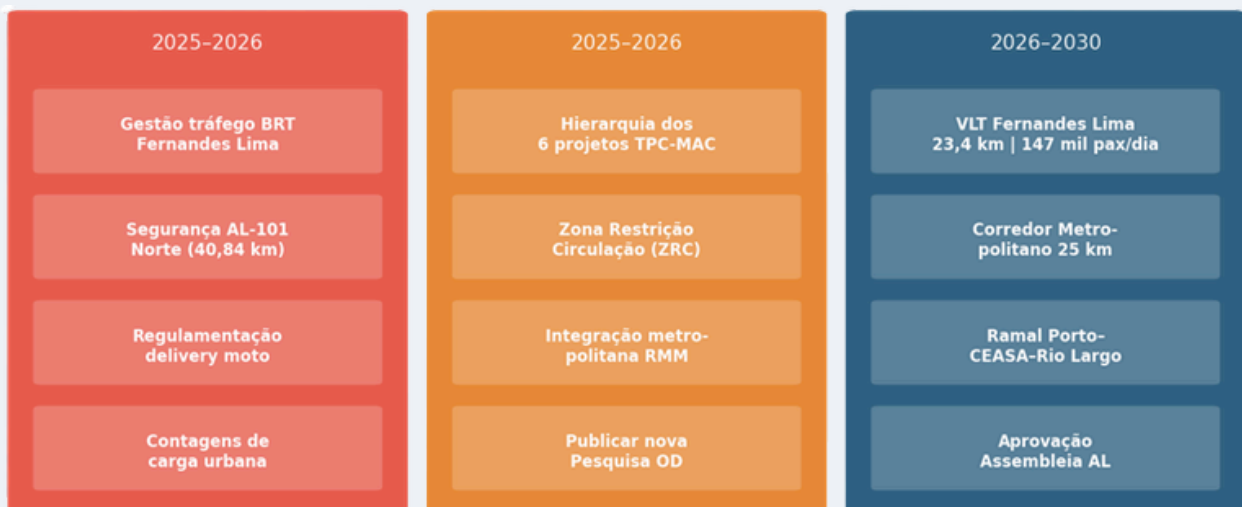 2025–2026
Gestão tráfego BRT
Fernandes Lima
Segurança AL-101
Norte (40,84 km)
Regulamentação
delivery moto
Contagens de
carga urbana
2025–2026
Hierarquia dos
6 projetos TPC-MAC
Zona Restrição
Circulação (ZRC)
Integração metro-
politana RMM
Publicar nova
Pesquisa OD
2026–2030
VLT Fernandes Lima
23,4 km | 147 mil pax/dia
Corredor Metro-
politano 25 km
Ramal Porto–
CEASA–Rio Largo
Aprovação
Assembleia AL